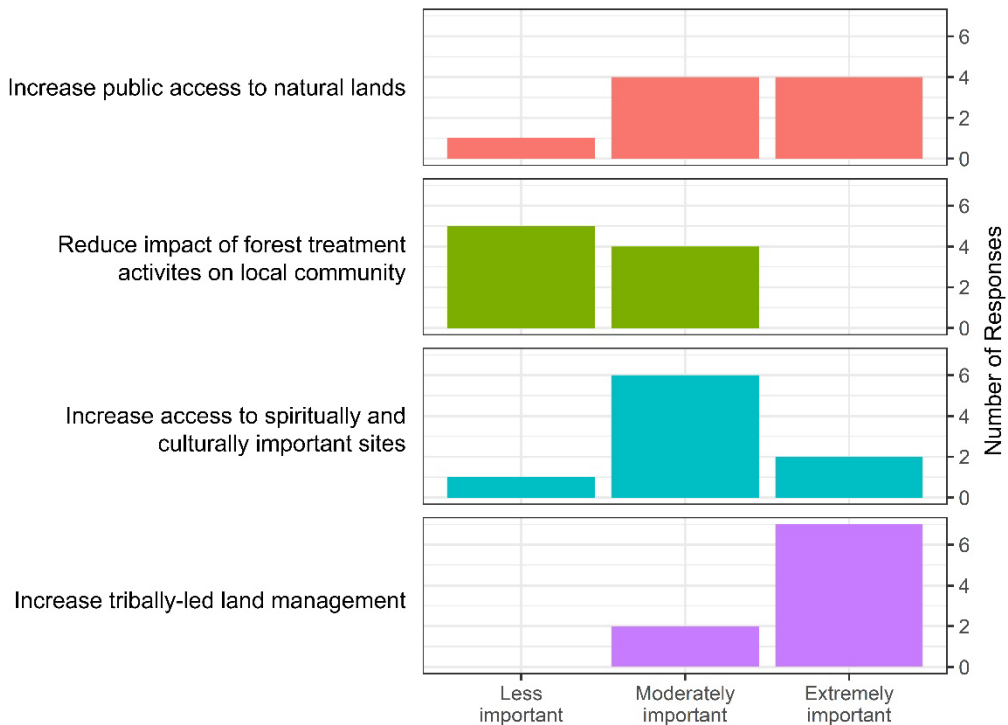 Increase public access to natural lands
6
4
2
0
Reduce impact of forest treatment
activites on local community
6
4
2
0
Increase access to spiritually and
culturally important sites
6
4
2
0
Increase tribally-led land management
6
4
2
0
Number of Responses
Less
important
Moderately
important
Extremely
important